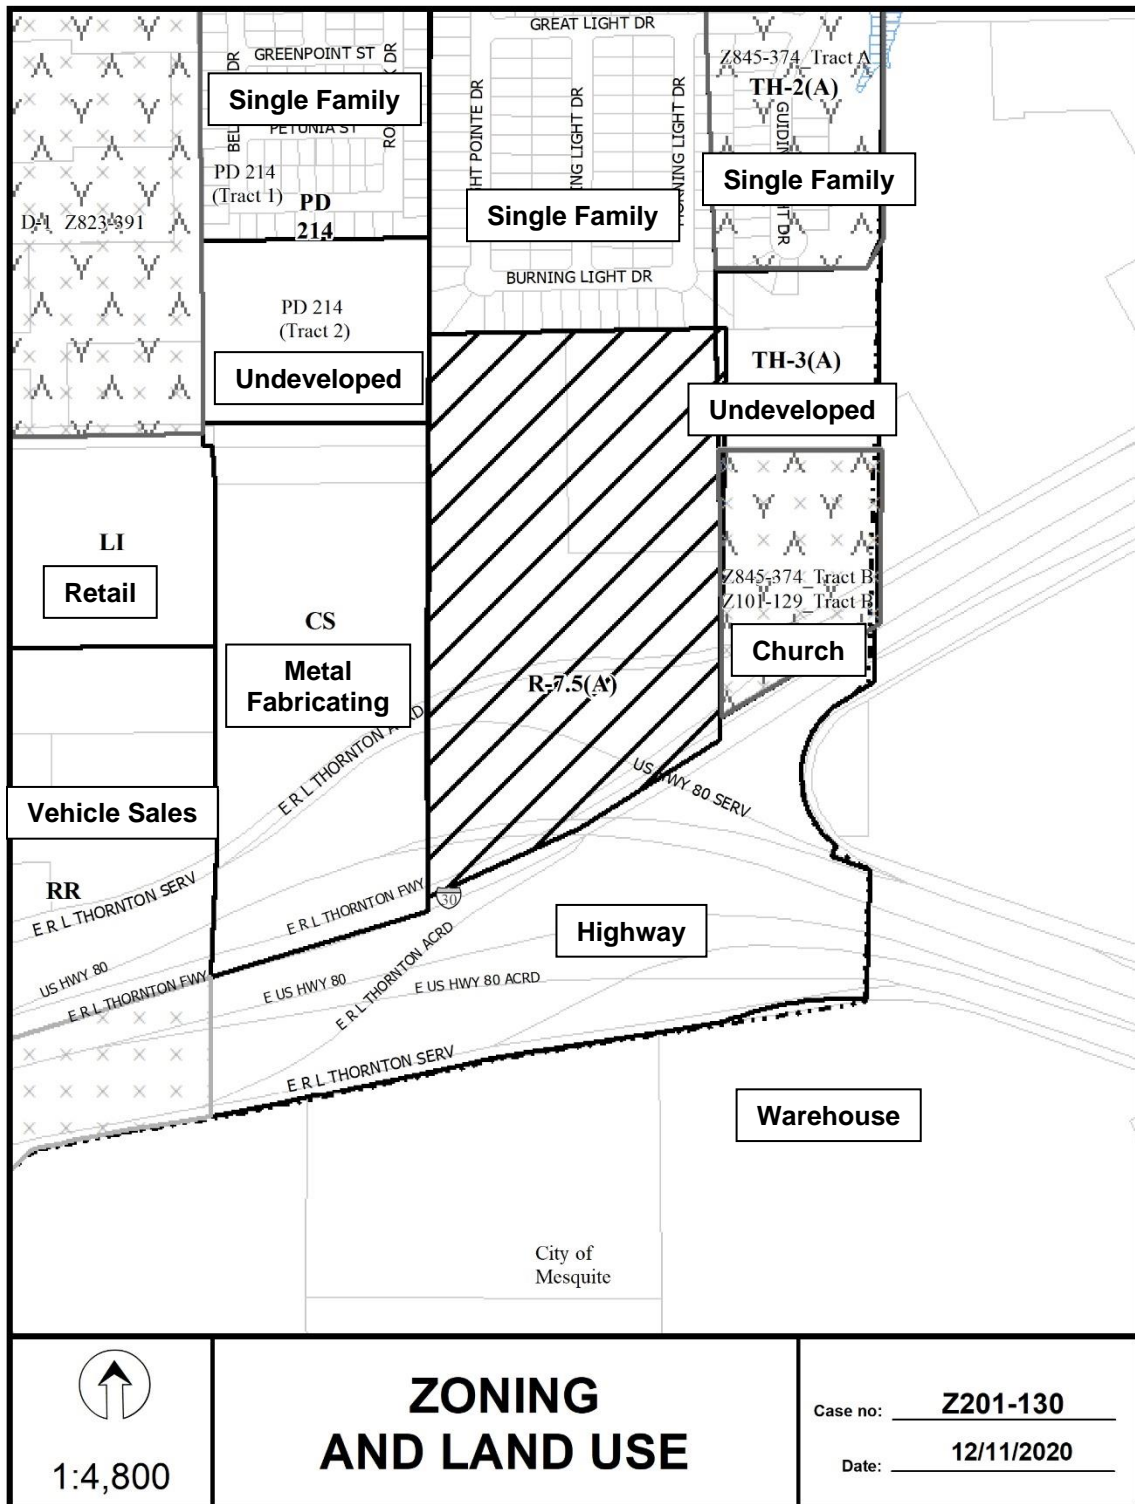 GREAT LIGHT DR
Z845-374_Tract A
GREENPOINT ST
TH-2(A)
Single Family
PETUNIA ST
PD 214
(Tract 1)
PD
214
D-1 Z823-391
Single Family
Single Family
BURNING LIGHT DR
PD 214
(Tract 2)
Undeveloped
TH-3(A)
Undeveloped
LI
Retail
Z845-374_Tract B
Z101-129_Tract B
CS
Church
Metal
Fabricating
R-7.5(A)
E R L THORNTON
US HWY 80 SERV
Vehicle Sales
RR
E R L THORNTON SERV
E R L THORNTON FWY
30
Highway
E R L THORNTON ACRD
US HWY 80
E R L THORNTON FWY
E US HWY 80
E US HWY 80 ACRD
E R L THORNTON SERV
Warehouse
City of
Mesquite
1:4,800
ZONING
AND LAND USE
Case no: Z201-130
Date: 12/11/2020